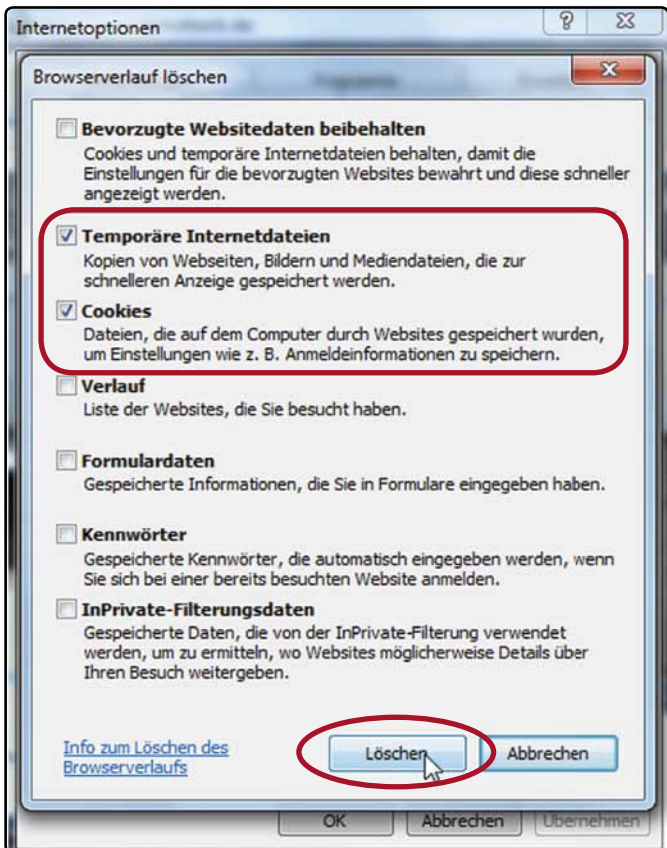 Internetoptionen
Browserverlauf löschen
Bevorzugte Websitedaten beibehalten
Cookies und temporäre Internetdateien behalten, damit die
Einstellungen für die bevorzugten Websites bewahrt und diese schneller
angezeigt werden.
Temporäre Internetdateien
Kopien von Webseiten, Bildern und Mediendateien, die zur
schnelleren Anzeige gespeichert werden.
Cookies
Dateien, die auf dem Computer durch Websites gespeichert wurden,
um Einstellungen wie z. B. Anmeldeinformationen zu speichern.
Verlauf
Liste der Websites, die Sie besucht haben.
Formulardaten
Gespeicherte Informationen, die Sie in Formulare eingegeben haben.
Kennwörter
Gespeicherte Kennwörter, die automatisch eingegeben werden, wenn
Sie sich bei einer bereits besuchten Website anmelden.
InPrivate-Filterungsdaten
Gespeicherte Daten, die von der InPrivate-Filterung verwendet
werden, um zu ermitteln, wo Websites möglicherweise Details über
Ihren Besuch weitergeben.
Info zum Löschen des
Browserverlaufs
Löschen Abbrechen
OK Abbrechen Übernehmen